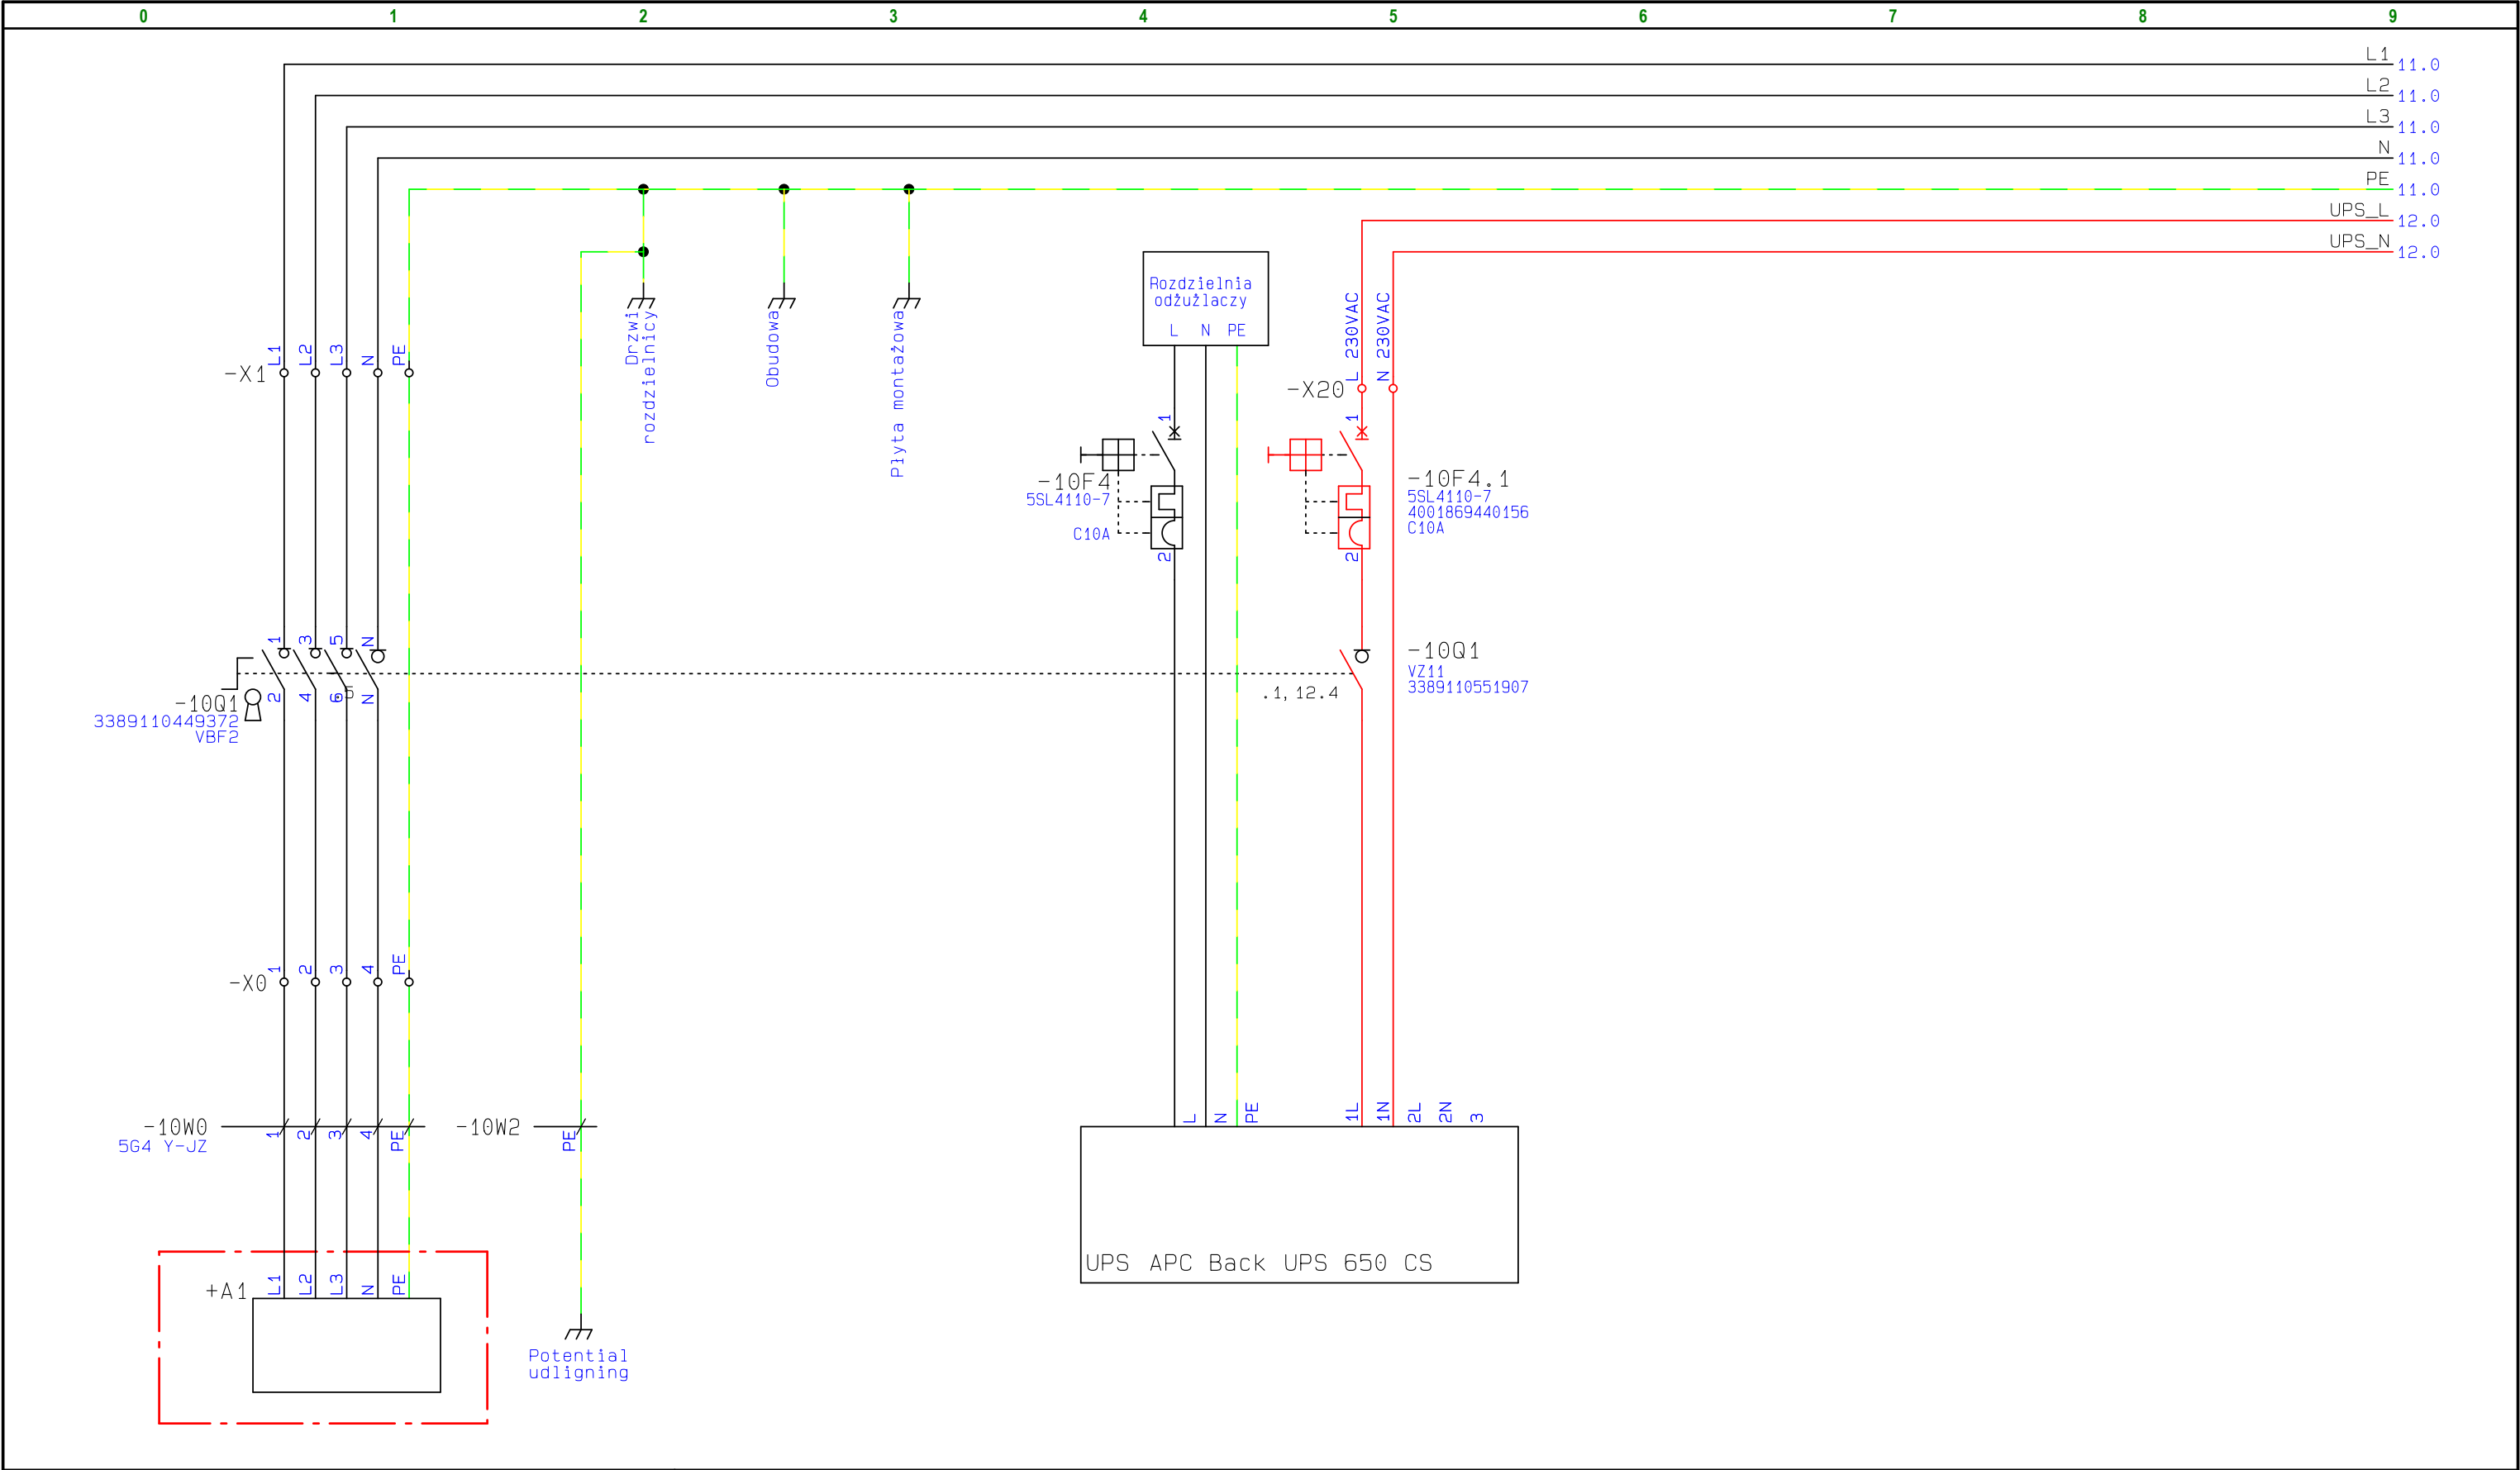 0 1 2 3 4 5 6 7 8 9
L1 11.0
L2 11.0
L3 11.0
N 11.0
PE 11.0
UPS_L 12.0
UPS_N 12.0
Rozdzielnia
odżużlaczy
L N PE
Drzwi
rozdzielnicy
Obudowa
Płyta montażowa
L 230VAC
N 230VAC
-X1 L1 L2 L3 N PE
-X20
1
1
-10F4
5SL4110-7
C10A
2
-10F4.1
5SL4110-7
4001869440156
C10A
2
1 3 5 N
2 4 6 N
.5
-10Q1
3389110449372
VBF2
-10Q1
VZ11
3389110551907
.1,12.4
-X0 1 2 3 4 PE
-10W0
5G4 Y-JZ
1 2 3 4 PE
-10W2
PE
L N PE 1L 1N 2L 2N 3
UPS APC Back UPS 650 CS
+A1 L1 L2 L3 N PE
Potential
udligning